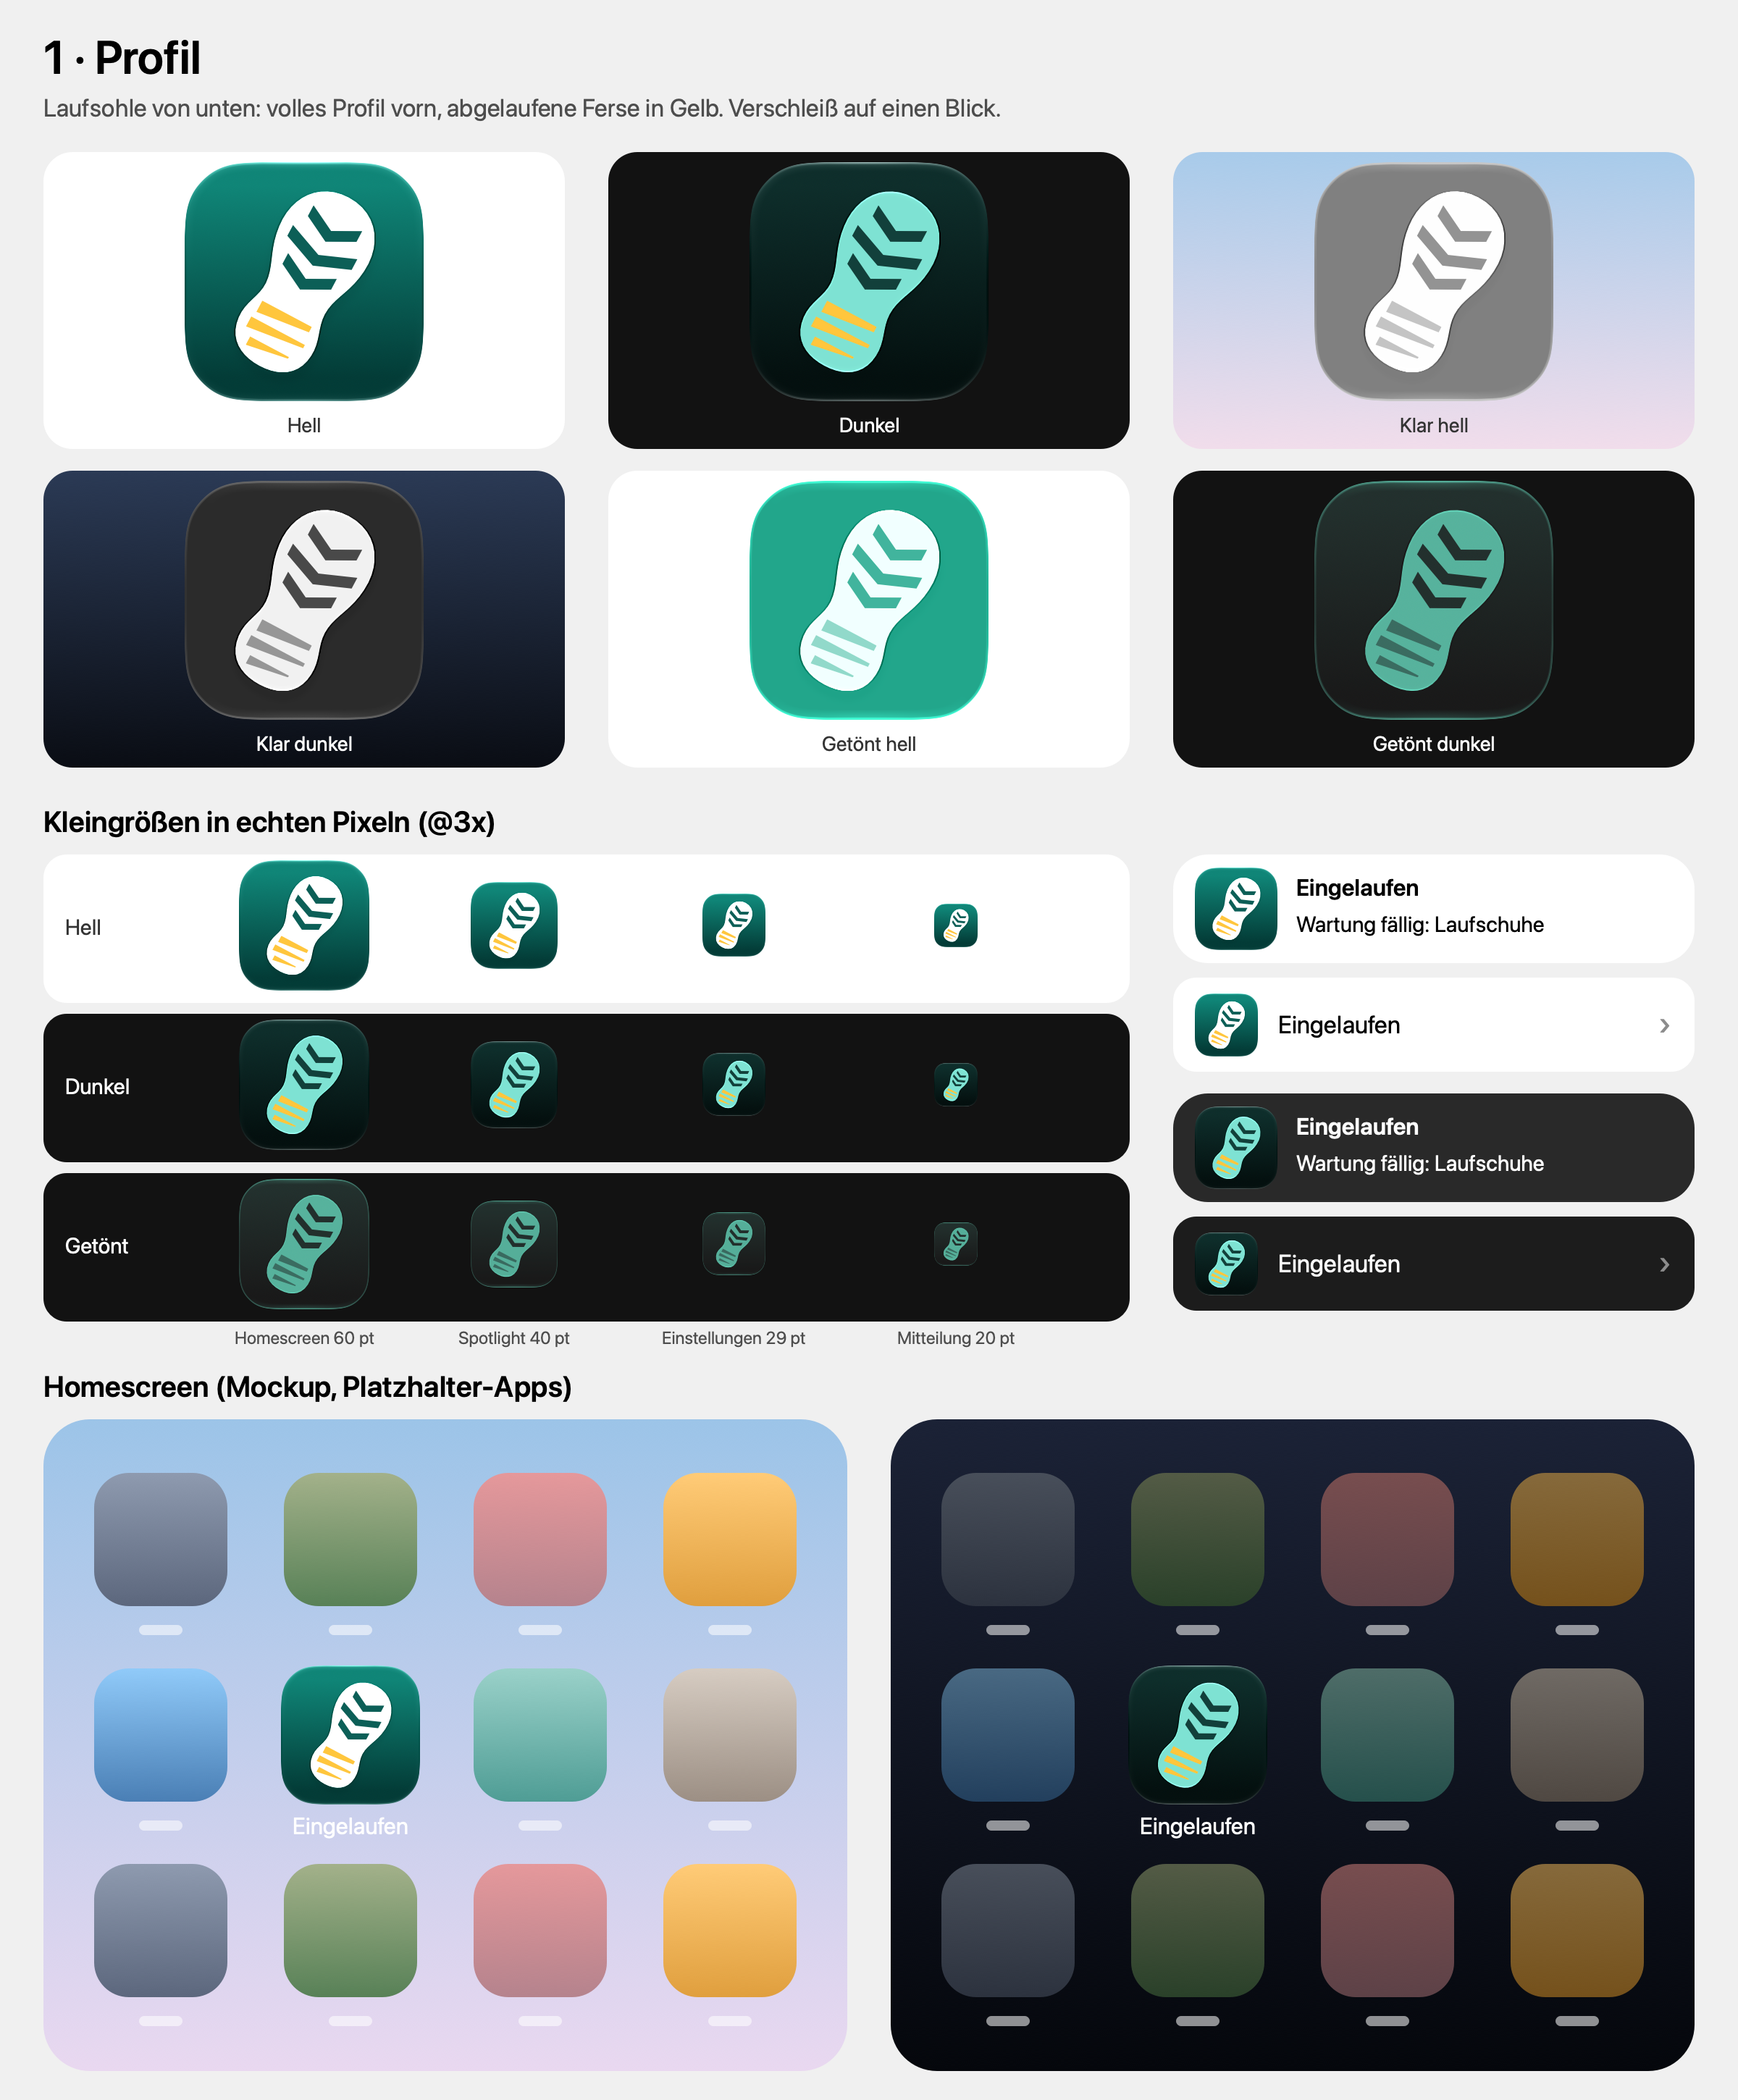 1 · Profil
Laufsohle von unten: volles Profil vorn, abgelaufene Ferse in Gelb. Verschleiß auf einen Blick.
Hell
Dunkel
Klar hell
Klar dunkel
Getönt hell
Getönt dunkel
Kleingrößen in echten Pixeln (@3x)
Hell
Dunkel
Getönt
Homescreen 60 pt
Spotlight 40 pt
Einstellungen 29 pt
Mitteilung 20 pt
Eingelaufen
Wartung fällig: Laufschuhe
Eingelaufen
Eingelaufen
Wartung fällig: Laufschuhe
Eingelaufen
Homescreen (Mockup, Platzhalter-Apps)
Eingelaufen
Eingelaufen